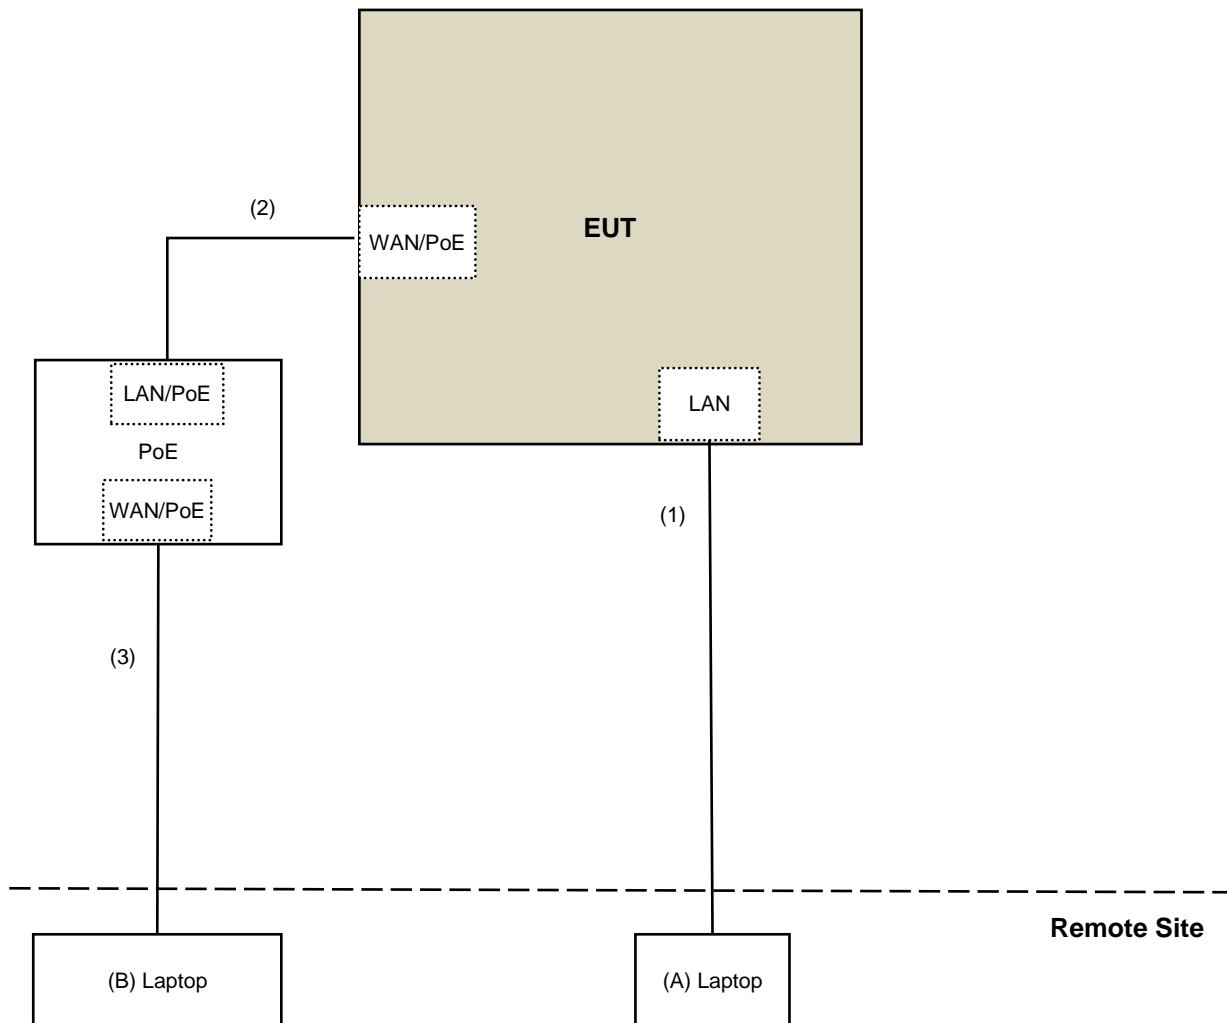 (2)
WAN/PoE
EUT
LAN/PoE
PoE
WAN/PoE
LAN
(1)
(3)
Remote Site
(B) Laptop
(A) Laptop